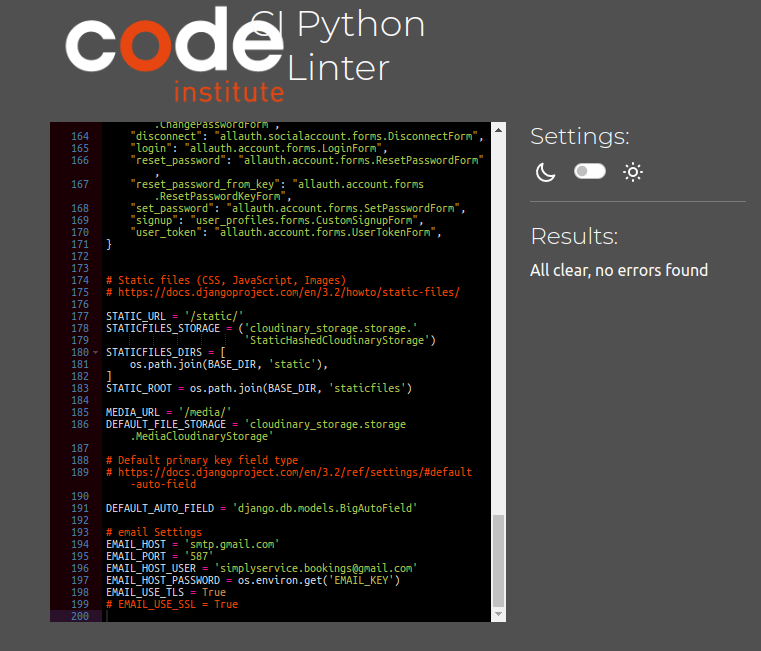 code
institute
CI Python
Linter
.ChangePasswordForm",
164 "disconnect": "allauth.socialaccount.forms.DisconnectForm",
165 "login": "allauth.account.forms.LoginForm",
166 "reset_password": "allauth.account.forms.ResetPasswordForm"
,
167 "reset_password_from_key": "allauth.account.forms
.ResetPasswordKeyForm",
168 "set_password": "allauth.account.forms.SetPasswordForm",
169 "signup": "user_profiles.forms.CustomSignupForm",
170 "user_token": "allauth.account.forms.UserTokenForm",
171 }
172
173
174 # Static files (CSS, JavaScript, Images)
175 # https://docs.djangoproject.com/en/3.2/howto/static-files/
176
177 STATIC_URL = '/static/'
178 STATICFILES_STORAGE = ('cloudinary_storage.storage.'
179 'StaticHashedCloudinaryStorage')
180 STATICFILES_DIRS = [
181 os.path.join(BASE_DIR, 'static'),
182 ]
183 STATIC_ROOT = os.path.join(BASE_DIR, 'staticfiles')
184
185 MEDIA_URL = '/media/'
186 DEFAULT_FILE_STORAGE = 'cloudinary_storage.storage
.MediaCloudinaryStorage'
187
188 # Default primary key field type
189 # https://docs.djangoproject.com/en/3.2/ref/settings/#default
-auto-field
190
191 DEFAULT_AUTO_FIELD = 'django.db.models.BigAutoField'
192
193 # email Settings
194 EMAIL_HOST = 'smtp.gmail.com'
195 EMAIL_PORT = '587'
196 EMAIL_HOST_USER = 'simplyservice.bookings@gmail.com'
197 EMAIL_HOST_PASSWORD = os.environ.get('EMAIL_KEY')
198 EMAIL_USE_TLS = True
199 # EMAIL_USE_SSL = True
200
Settings:
Results:
All clear, no errors found